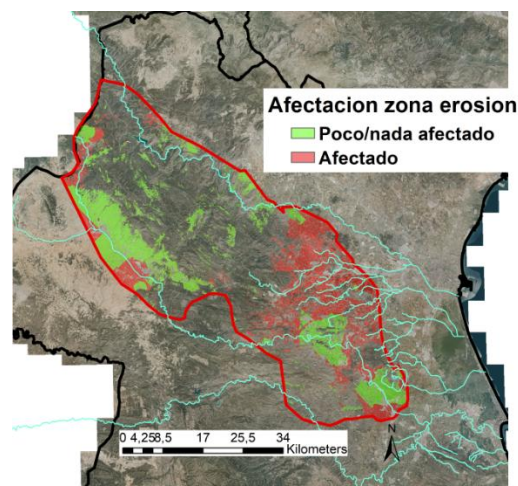 Afectacion zona erosion
Poco/nada afectado
Afectado
N
0 4,258,5 17 25,5 34
Kilometers